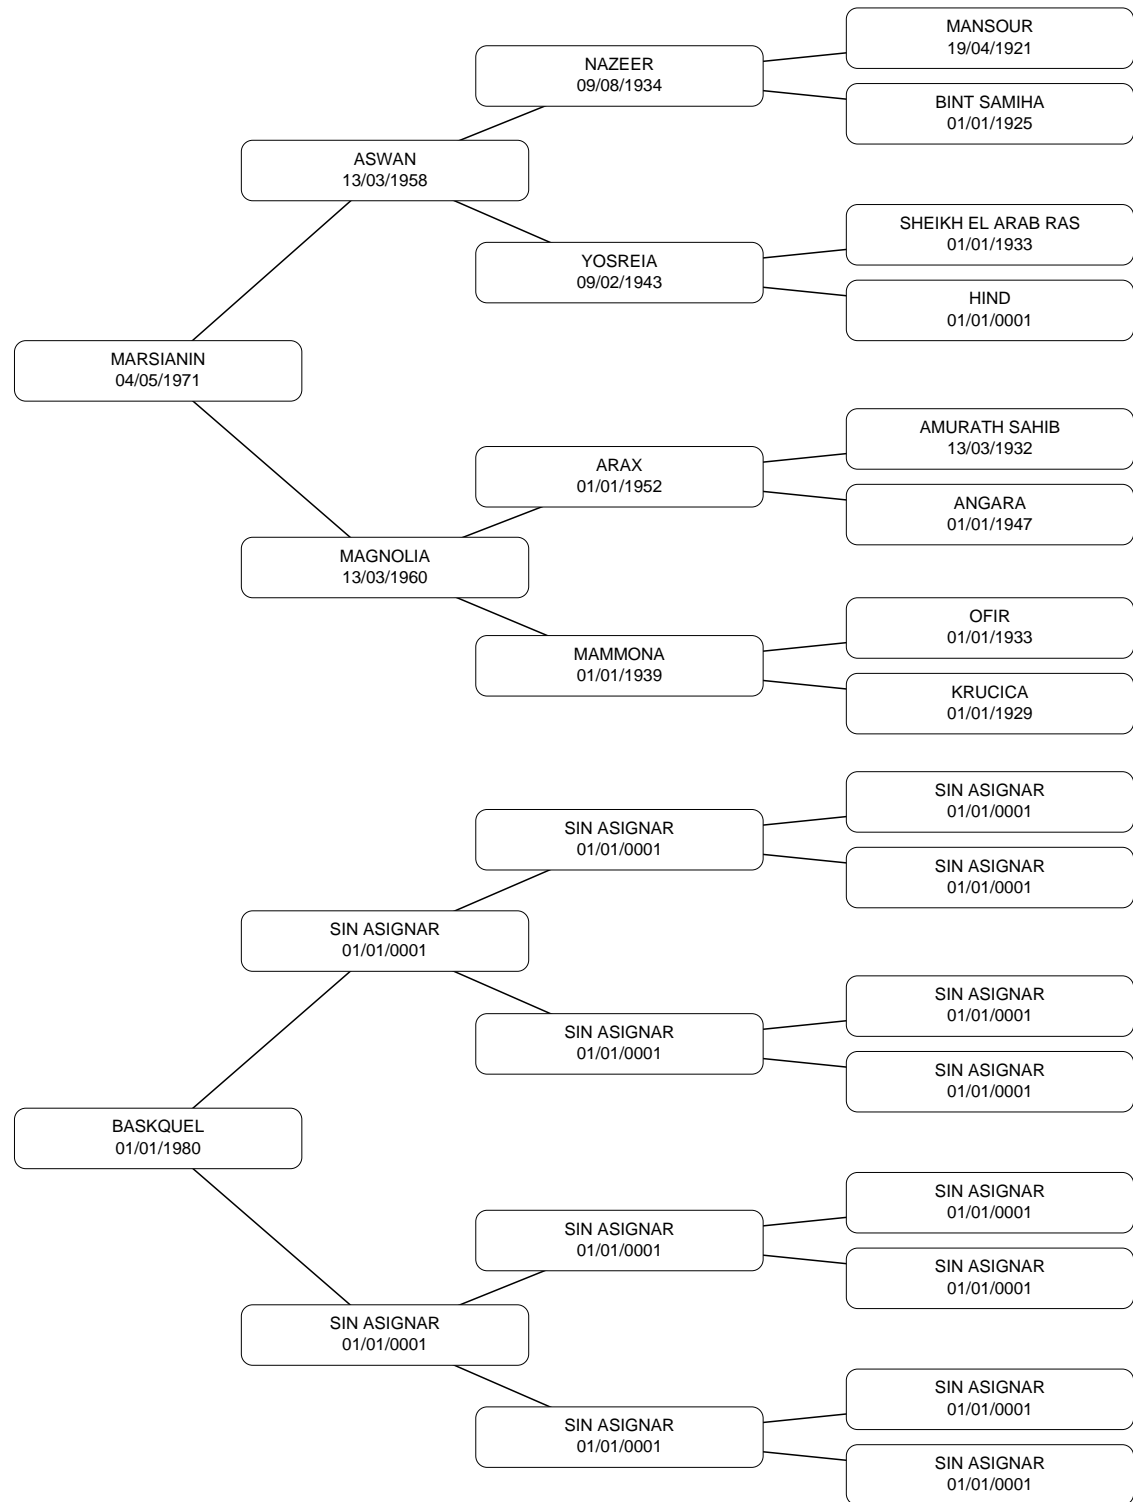 MANSOUR
19/04/1921
NAZEER
09/08/1934
BINT SAMIHA
01/01/1925
ASWAN
13/03/1958
SHEIKH EL ARAB RAS
01/01/1933
YOSREIA
09/02/1943
HIND
01/01/0001
MARSIANIN
04/05/1971
AMURATH SAHIB
13/03/1932
ARAX
01/01/1952
ANGARA
01/01/1947
MAGNOLIA
13/03/1960
OFIR
01/01/1933
MAMMONA
01/01/1939
KRUCICA
01/01/1929
SIN ASIGNAR
01/01/0001
SIN ASIGNAR
01/01/0001
SIN ASIGNAR
01/01/0001
SIN ASIGNAR
01/01/0001
SIN ASIGNAR
01/01/0001
SIN ASIGNAR
01/01/0001
SIN ASIGNAR
01/01/0001
BASKQUEL
01/01/1980
SIN ASIGNAR
01/01/0001
SIN ASIGNAR
01/01/0001
SIN ASIGNAR
01/01/0001
SIN ASIGNAR
01/01/0001
SIN ASIGNAR
01/01/0001
SIN ASIGNAR
01/01/0001
SIN ASIGNAR
01/01/0001